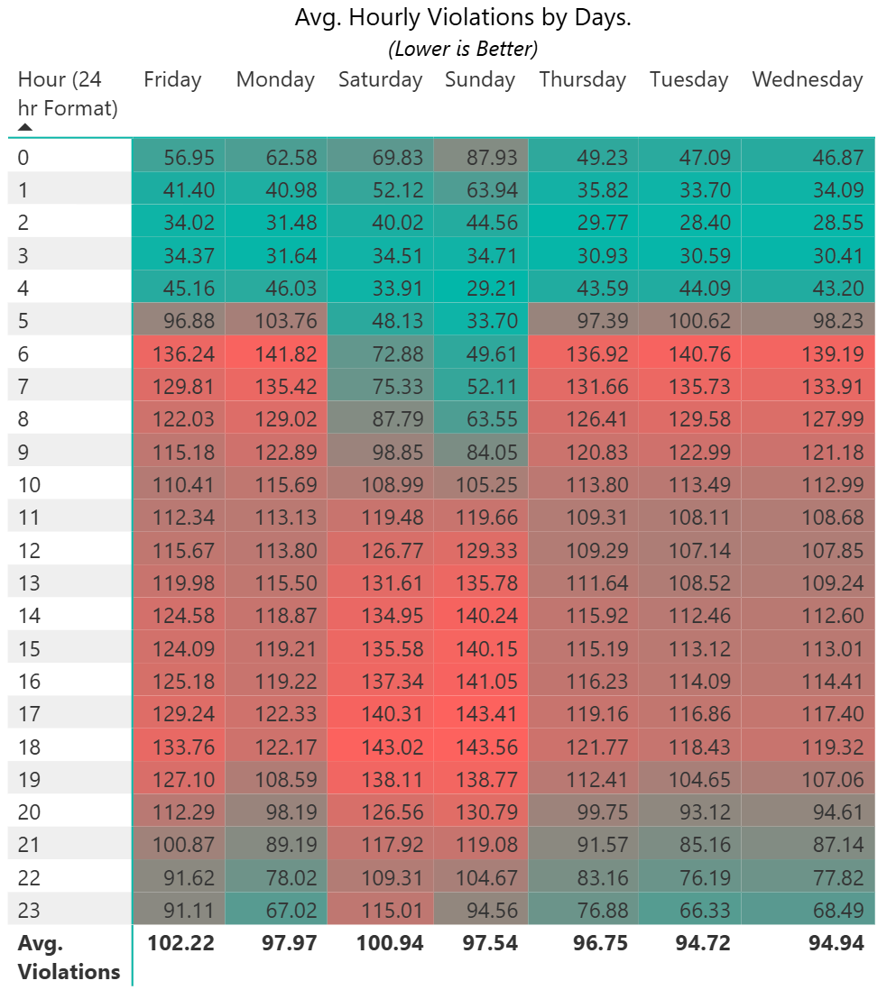 Avg. Hourly Violations by Days.
(Lower is Better)
Hour (24 Friday Monday Saturday Sunday Thursday Tuesday Wednesday
hr Format)
0 56.95 62.58 69.83 87.93 49.23 47.09 46.87
1 41.40 40.98 52.12 63.94 35.82 33.70 34.09
2 34.02 31.48 40.02 44.56 29.77 28.40 28.55
3 34.37 31.64 34.51 34.71 30.93 30.59 30.41
4 45.16 46.03 33.91 29.21 43.59 44.09 43.20
5 96.88 103.76 48.13 33.70 97.39 100.62 98.23
6 136.24 141.82 72.88 49.61 136.92 140.76 139.19
7 129.81 135.42 75.33 52.11 131.66 135.73 133.91
8 122.03 129.02 87.79 63.55 126.41 129.58 127.99
9 115.18 122.89 98.85 84.05 120.83 122.99 121.18
10 110.41 115.69 108.99 105.25 113.80 113.49 112.99
11 112.34 113.13 119.48 119.66 109.31 108.11 108.68
12 115.67 113.80 126.77 129.33 109.29 107.14 107.85
13 119.98 115.50 131.61 135.78 111.64 108.52 109.24
14 124.58 118.87 134.95 140.24 115.92 112.46 112.60
15 124.09 119.21 135.58 140.15 115.19 113.12 113.01
16 125.18 119.22 137.34 141.05 116.23 114.09 114.41
17 129.24 122.33 140.31 143.41 119.16 116.86 117.40
18 133.76 122.17 143.02 143.56 121.77 118.43 119.32
19 127.10 108.59 138.11 138.77 112.41 104.65 107.06
20 112.29 98.19 126.56 130.79 99.75 93.12 94.61
21 100.87 89.19 117.92 119.08 91.57 85.16 87.14
22 91.62 78.02 109.31 104.67 83.16 76.19 77.82
23 91.11 67.02 115.01 94.56 76.88 66.33 68.49
Avg. 102.22 97.97 100.94 97.54 96.75 94.72 94.94
Violations